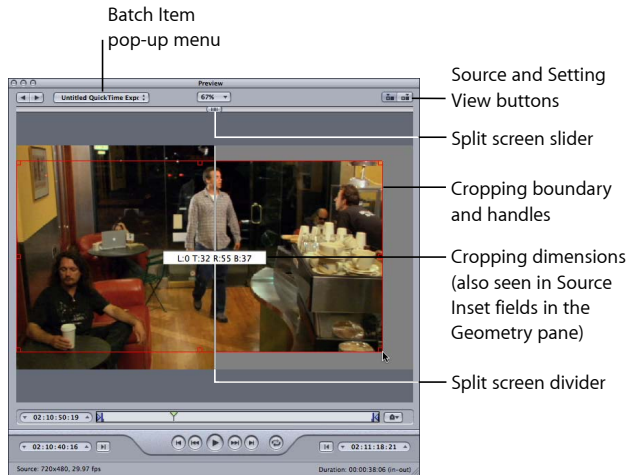 Batch Item
pop-up menu
Preview
Untitled QuickTime Expo
67%
Source and Setting
View buttons
Split screen slider
Cropping boundary
and handles
L:0 T:32 R:55 B:37
Cropping dimensions
(also seen in Source
Inset fields in the
Geometry pane)
Split screen divider
02:10:50:19
02:10:40:16
02:11:18:21
Source: 720x480, 29.97 fps
Duration: 00:00:38:06 (in-out)